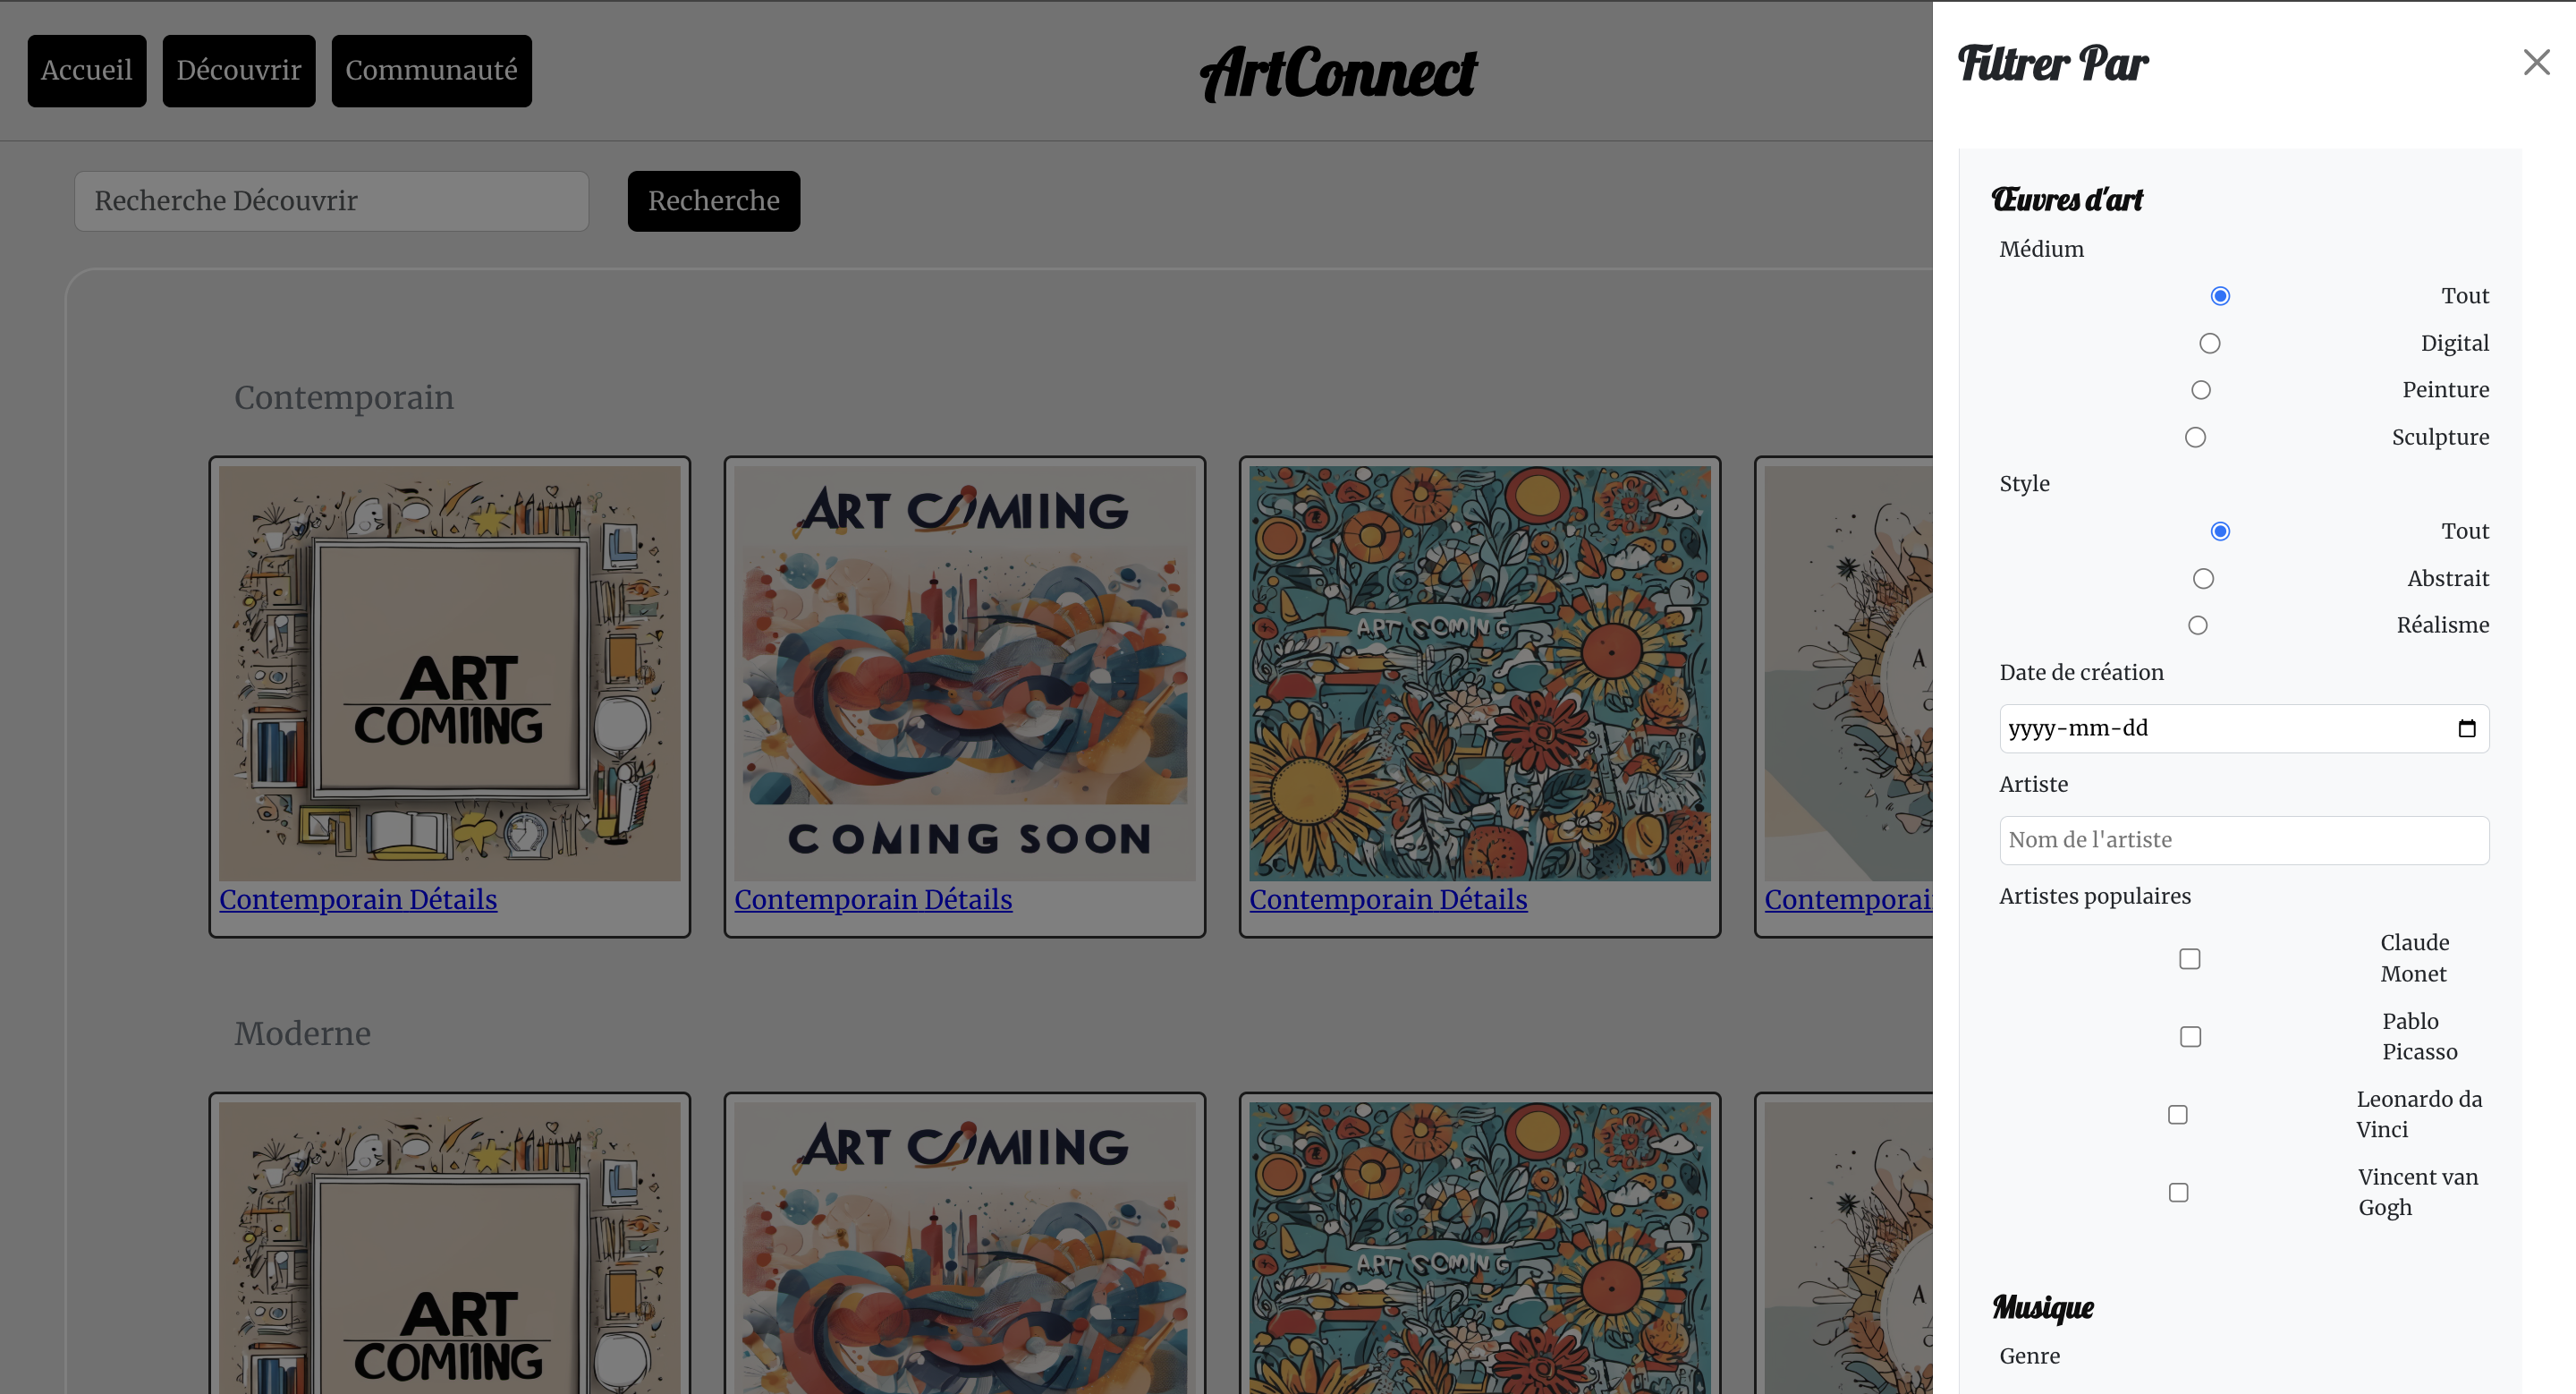 Accueil
Découvrir
Communauté
ArtConnect
Recherche Découvrir
Recherche
Contemporain
ART
COMIING
Contemporain Détails
ART COMIING
COMING SOON
Contemporain Détails
ART COMING
Contemporain Détails
A
Contemporai
Moderne
ART
COMIING
ART COMIING
ART COMING
A
Filtrer Par
Œuvres d'art
Médium
Tout
Digital
Peinture
Sculpture
Style
Tout
Abstrait
Réalisme
Date de création
yyyy-mm-dd
Artiste
Nom de l'artiste
Artistes populaires
Claude
Monet
Pablo
Picasso
Leonardo da
Vinci
Vincent van
Gogh
Musique
Genre